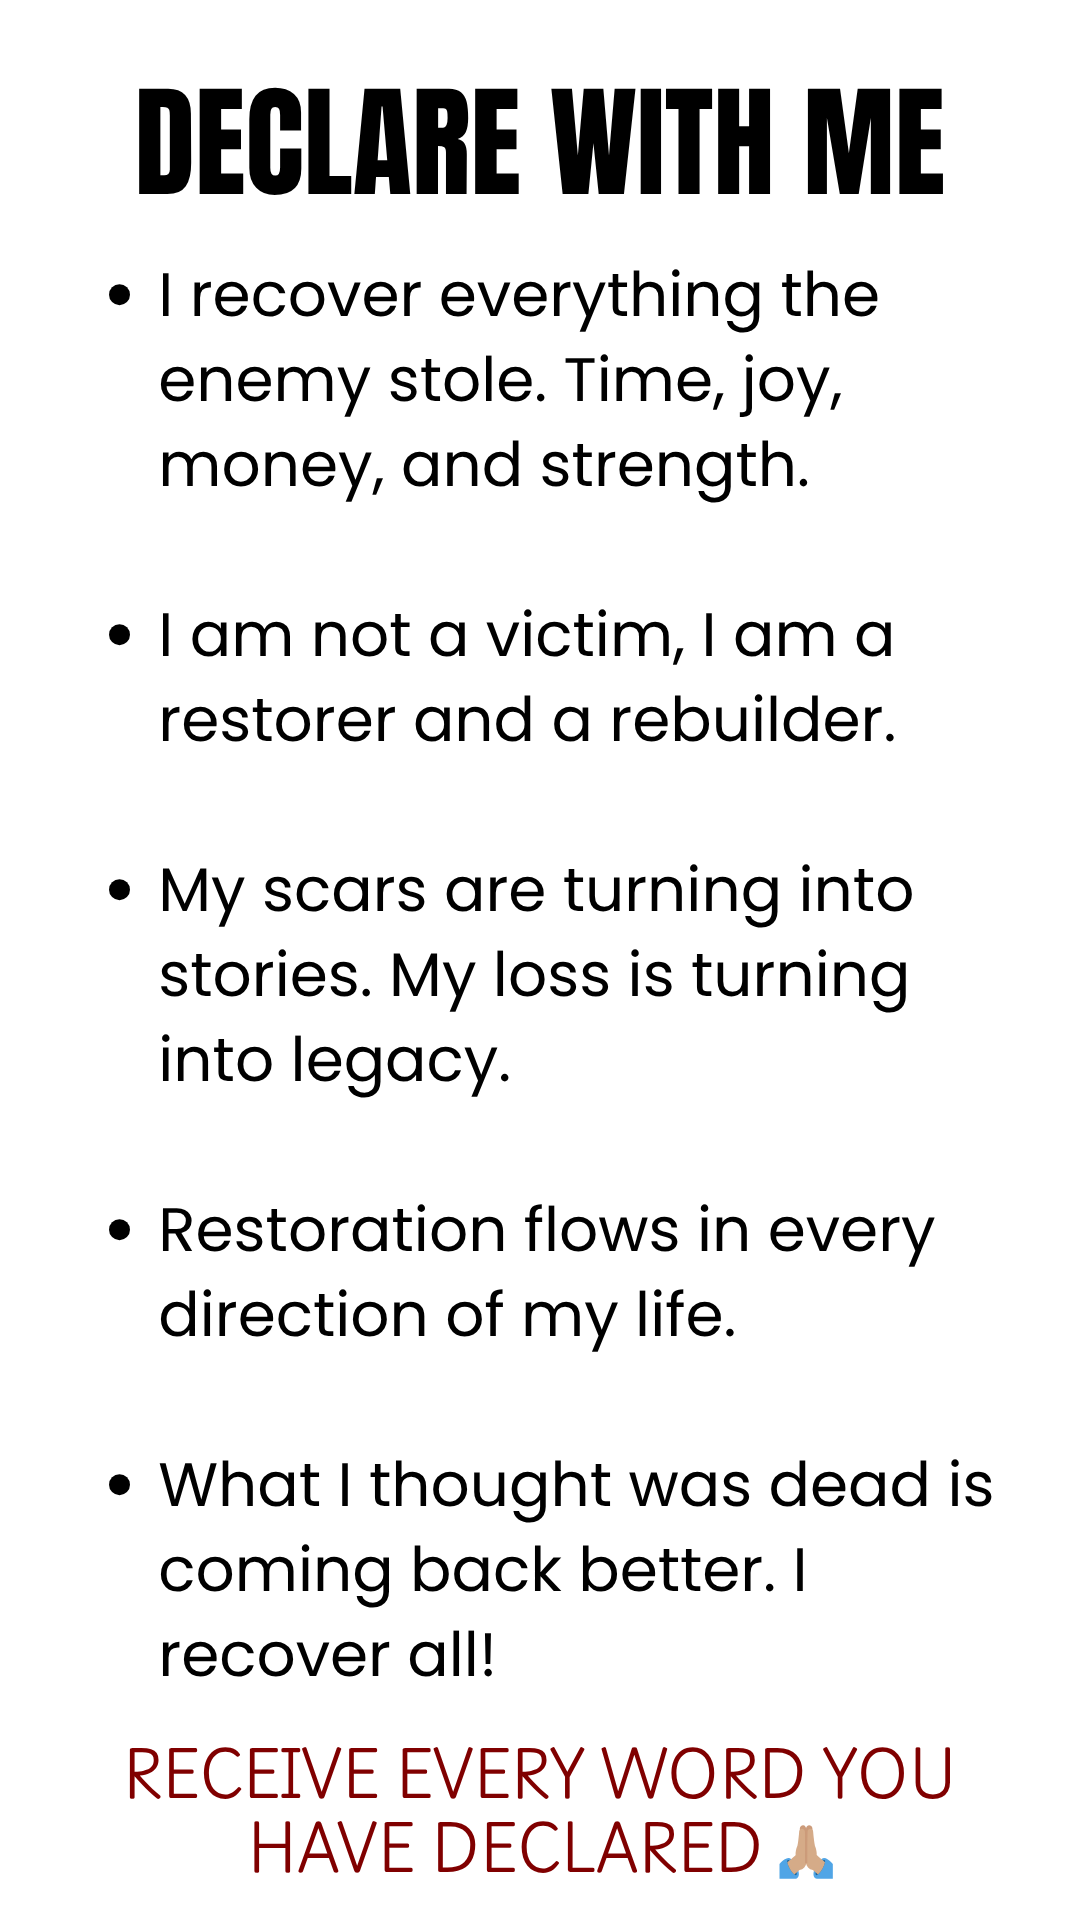 DECLARE WITH ME
• I recover everything the
enemy stole. Time, joy,
money, and strength.
• I am not a victim, I am a
restorer and a rebuilder.
• My scars are turning into
stories. My loss is turning
into legacy.
• Restoration flows in every
direction of my life.
• What I thought was dead is
coming back better. I
recover all!
RECEIVE EVERY WORD YOU
HAVE DECLARED 🙏🏼